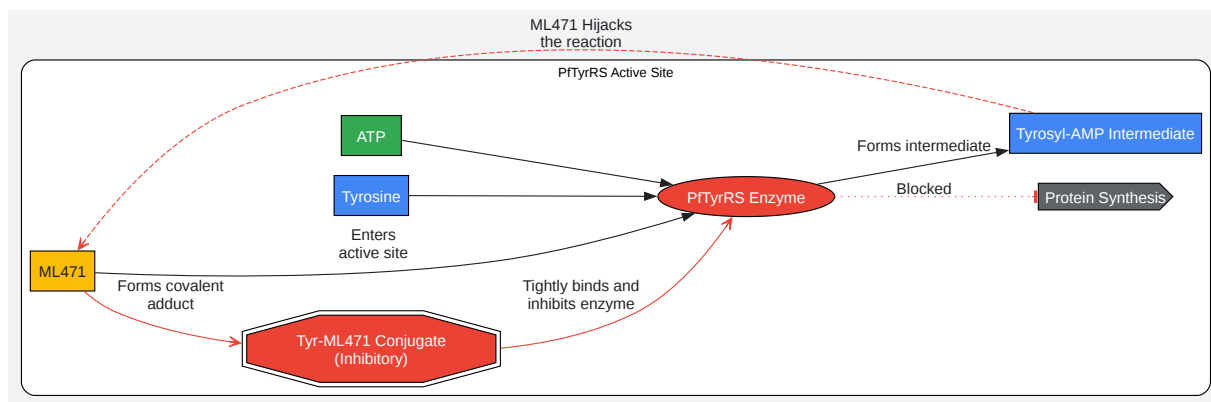 ML471 Hijacks
the reaction
PfTyrRS Active Site
ATP
Tyrosyl-AMP Intermediate
Forms intermediate
Tyrosine
PfTyrRS Enzyme
Blocked
Protein Synthesis
Enters
active site
ML471
Forms covalent
adduct
Tightly binds and
inhibits enzyme
Tyr-ML471 Conjugate
(Inhibitory)